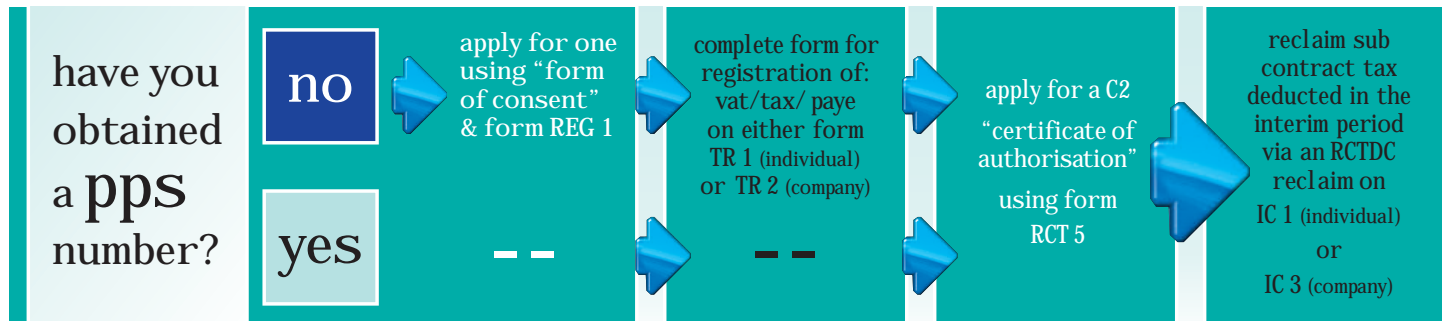 have you
obtained
a pps
number?
no
apply for one
using “form
of consent”
& form REG 1
complete form for
registration of:
vat/tax/ paye
on either form
TR 1 (individual)
or TR 2 (company)
apply for a C2
“certificate of
authorisation”
using form
RCT 5
reclaim sub
contract tax
deducted in the
interim period
via an RCTDC
reclaim on
IC 1 (individual)
or
IC 3 (company)
yes
– –
– –